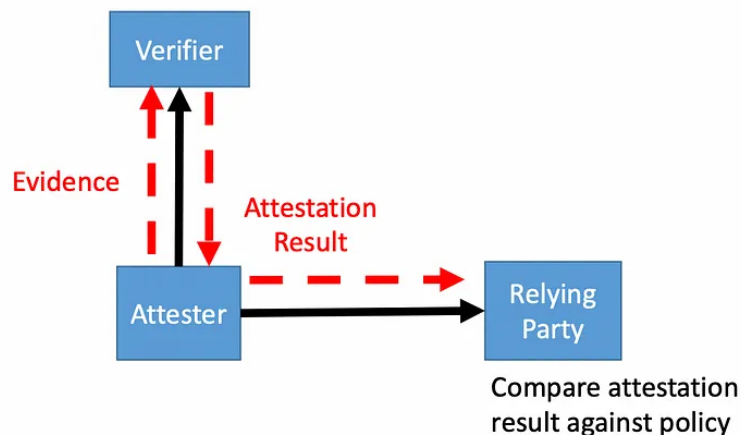 Verifier
Evidence
Attestation
Result
Attester
Relying
Party
Compare attestation
result against policy